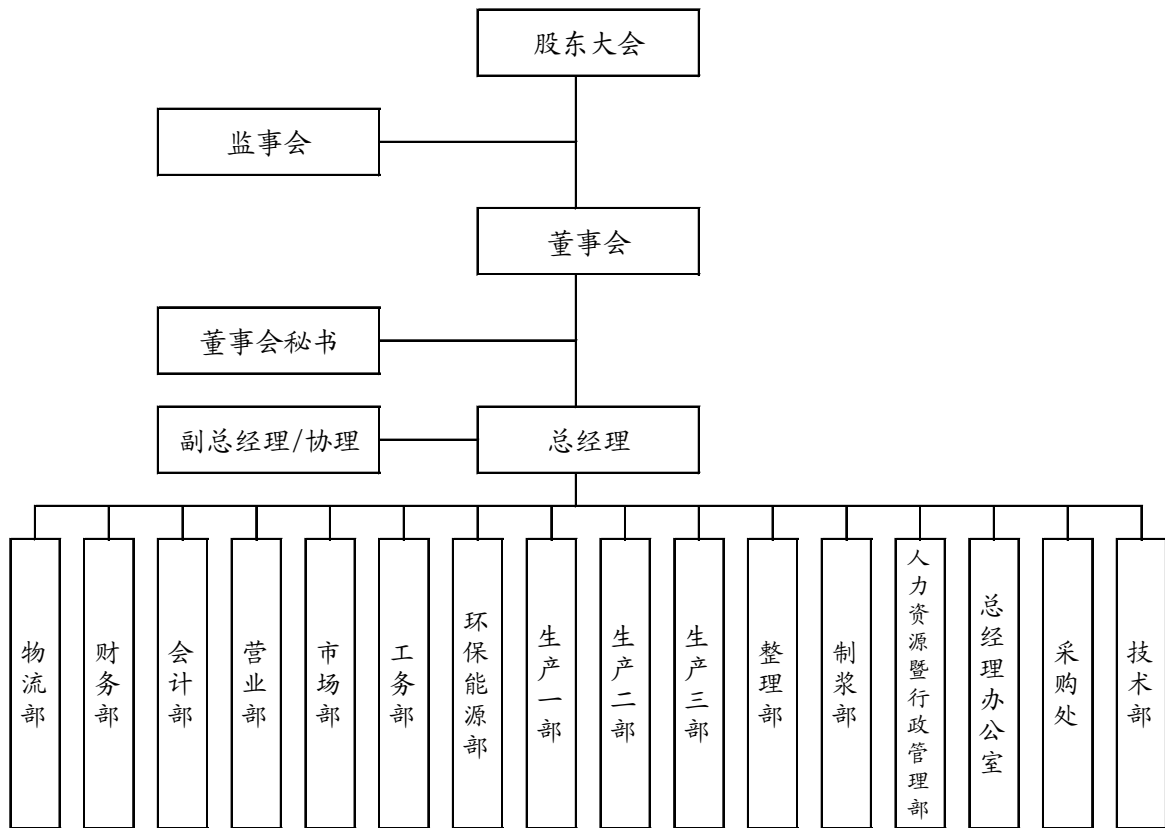 股东大会
监事会
董事会
董事会秘书
副总经理/协理
总经理
物流部
财务部
会计部
营业部
市场部
工务部
环保能源部
生产一部
生产二部
生产三部
整理部
制浆部
人力资源暨行政管理部
总经理办公室
采购处
技术部